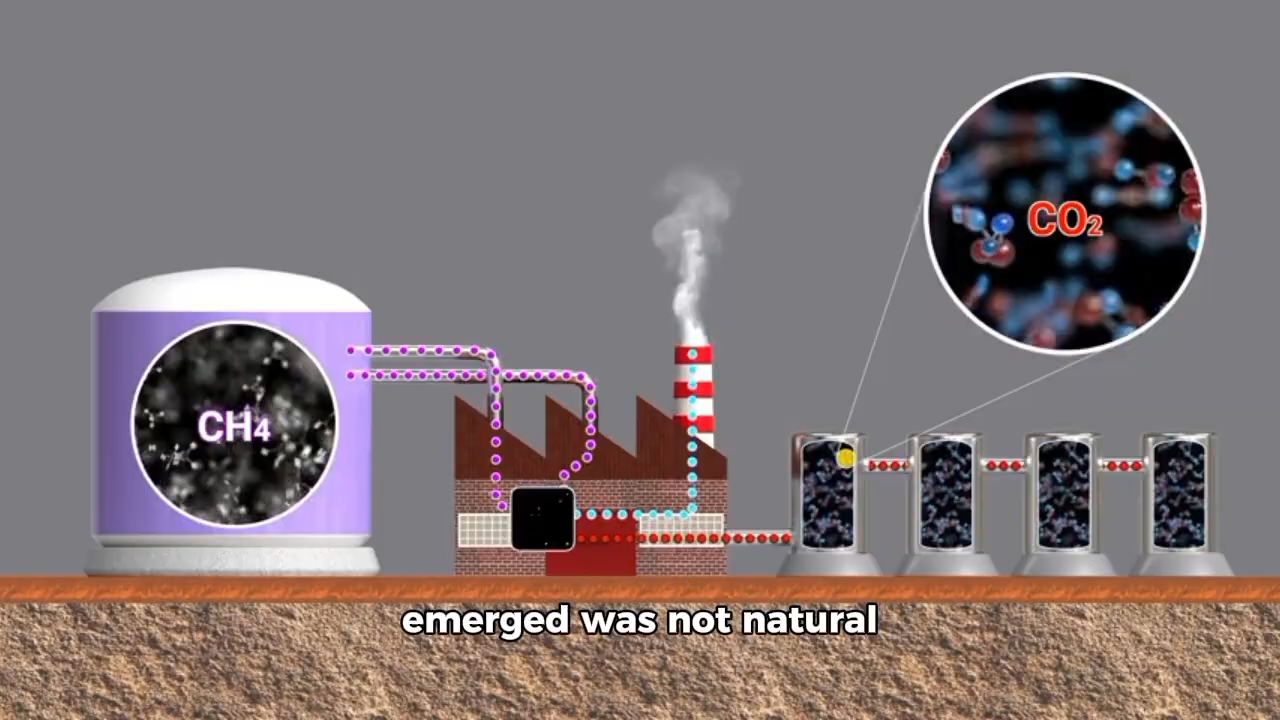 CO₂
CH₄
emerged was not natural